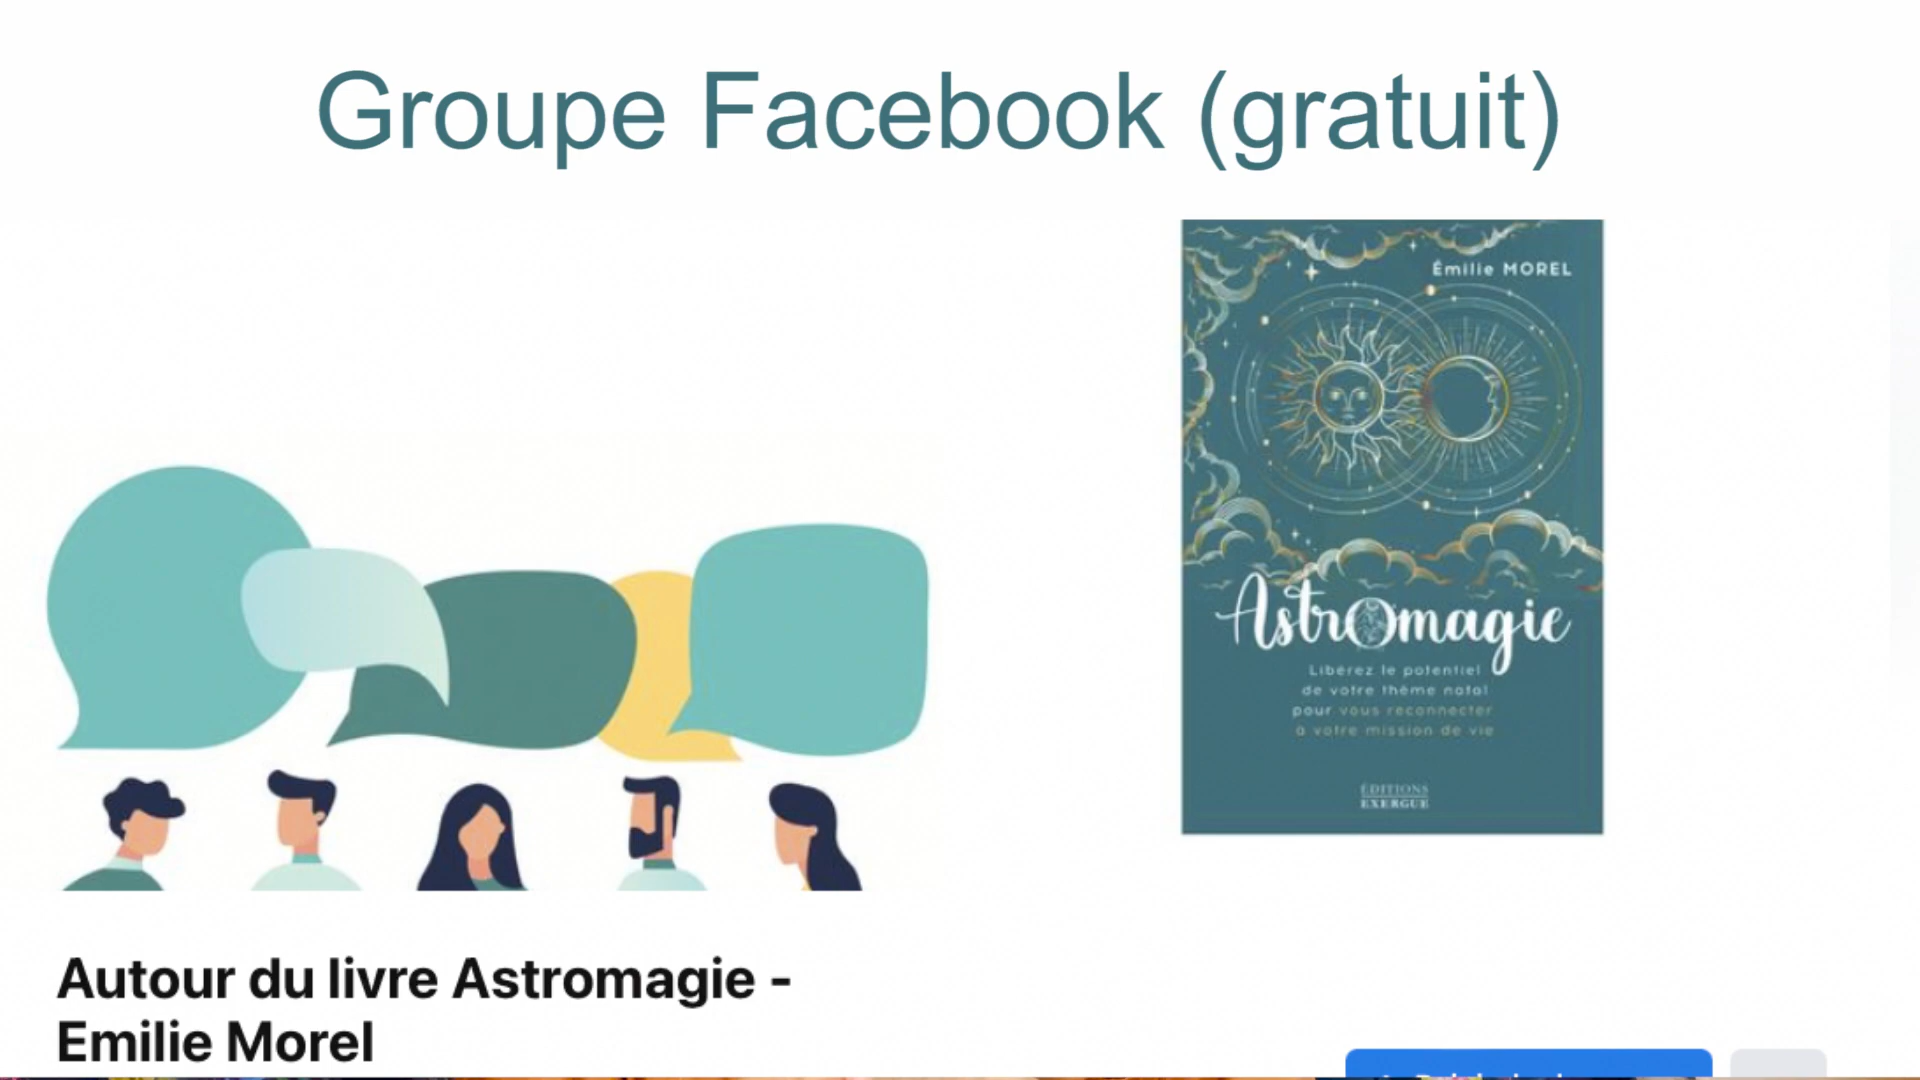 Groupe Facebook (gratuit)
Émilie MOREL
Astromagie
Libérez le potentiel
de votre thème natal
pour vous reconnecter
à votre mission de vie
ÉDITIONS
EXERGUE
Autour du livre Astromagie -
Emilie Morel